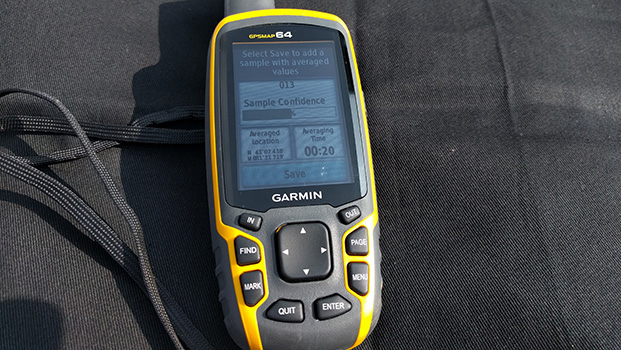 GPSMAP 64
Select Save to add a
sample with averaged
values
013
Sample Confidence
Averaged
Location
Averaging
Time
00:20
Save
GARMIN
IN
OUT
FIND
PAGE
MARK
MENU
QUIT
ENTER